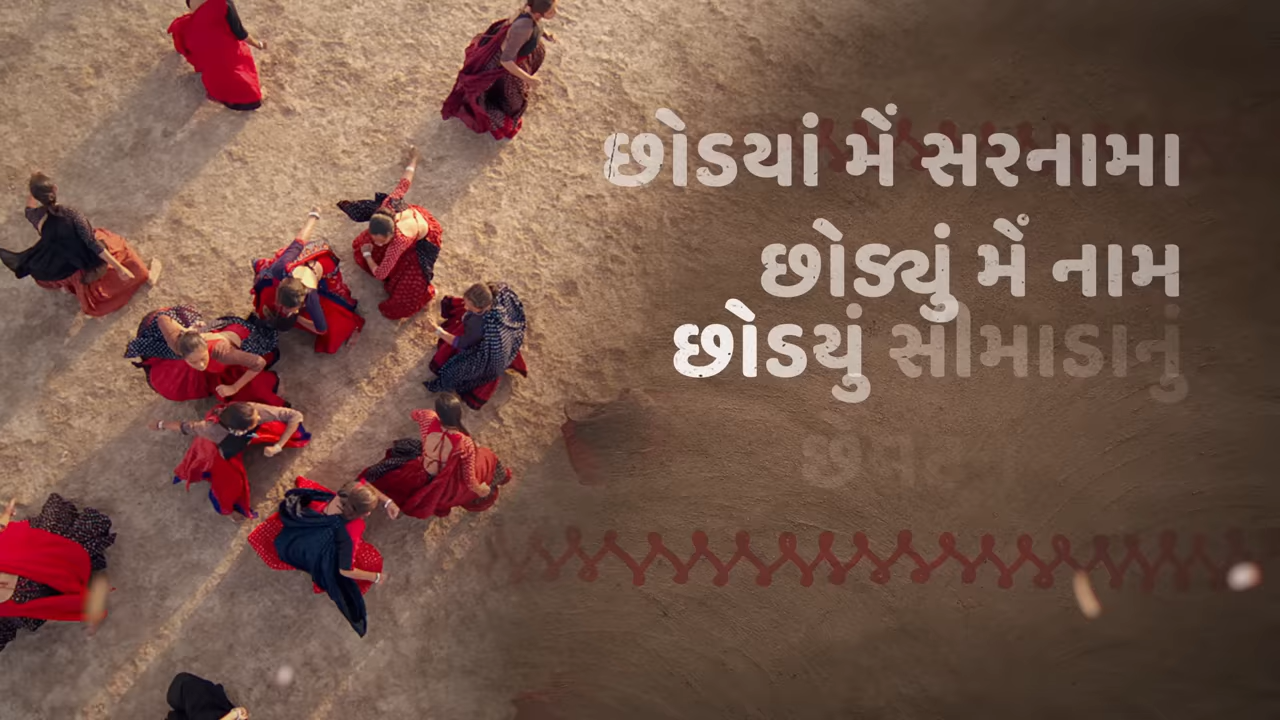 છોડયાં મેં સરનામા
છોડ્યું મેં નામ
છોડયું સીમાડાનું